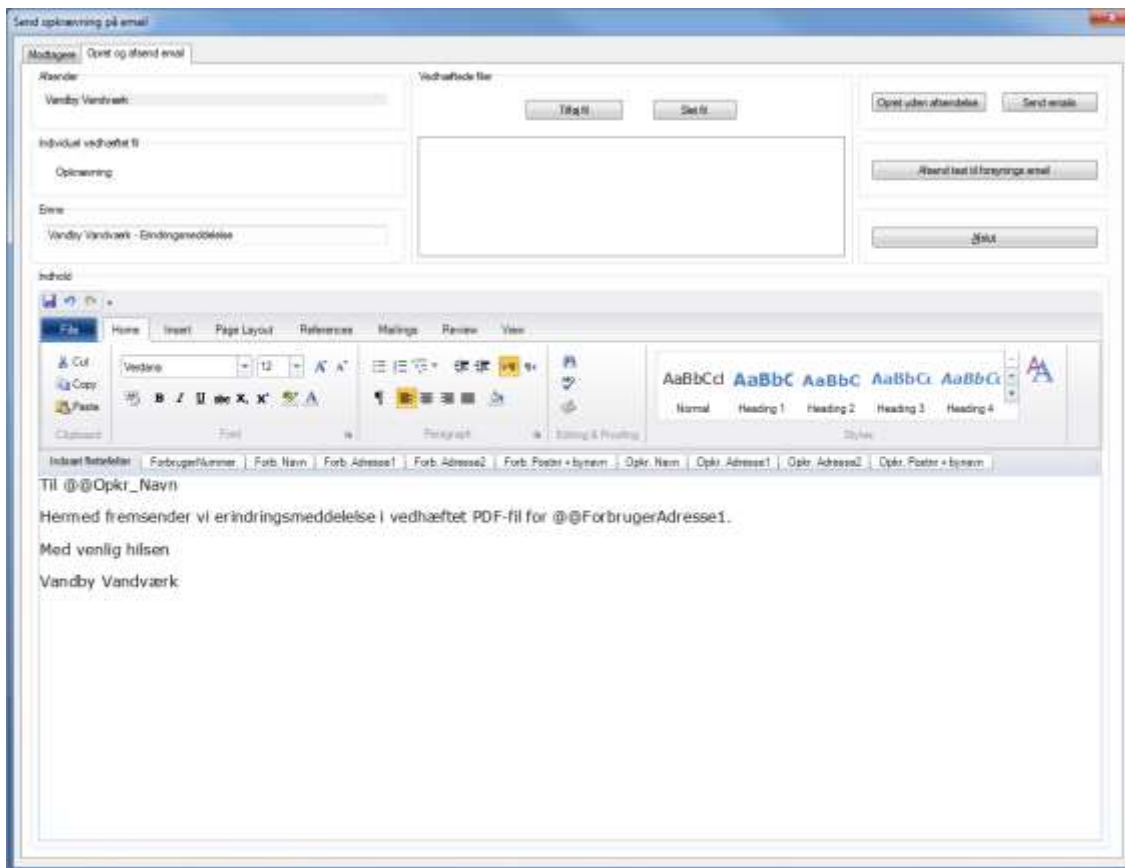 Send opkrævning på email
Modtagere Opret og afsend email
Afsender
Vandby Vandværk
Vedhæftede filer
Tilføj fil Slet fil
Opret uden afsendelse Send emails
Individuel vedhæftet fil
Opkrævning
Afsend test til forsynings email
Emne
Vandby Vandværk - Erindringsmeddelelse
Afslut
Indhold
File Home Insert Page Layout References Mailings Review View
Cut
Copy
Paste
Verdana 12
B I U abc X, X'
AaBbCcI AaBbC AaBbC AaBbCc AaBbCc
Normal Heading 1 Heading 2 Heading 3 Heading 4
Clipboard Font Paragraph Editing & Proofing Styles
Indsæt flettefelter ForbrugerNummer Forb. Navn Forb. Adresse1 Forb. Adresse2 Forb. Postnr + bynavn Opkr. Navn Opkr. Adresse1 Opkr. Adresse2 Opkr. Postnr + bynavn
Til @@Opkr_Navn
Hermed fremsender vi erindringsmeddelelse i vedhæftet PDF-fil for @@ForbrugerAdresse1.
Med venlig hilsen
Vandby Vandværk